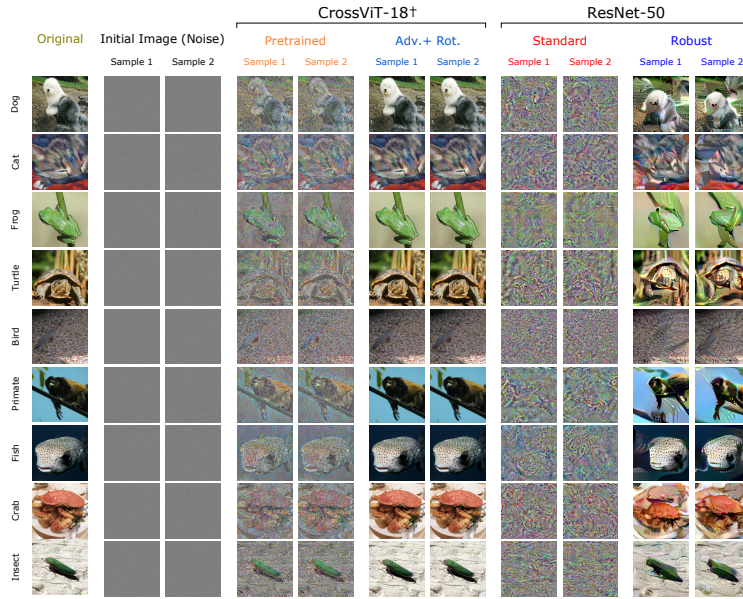 CrossViT-18† ResNet-50
Original Initial Image (Noise) Pretrained Adv.+ Rot. Standard Robust
Sample 1 Sample 2 Sample 1 Sample 2 Sample 1 Sample 2 Sample 1 Sample 2 Sample 1 Sample 2
Dog
Cat
Frog
Turtle
Bird
Primate
Fish
Crab
Insect